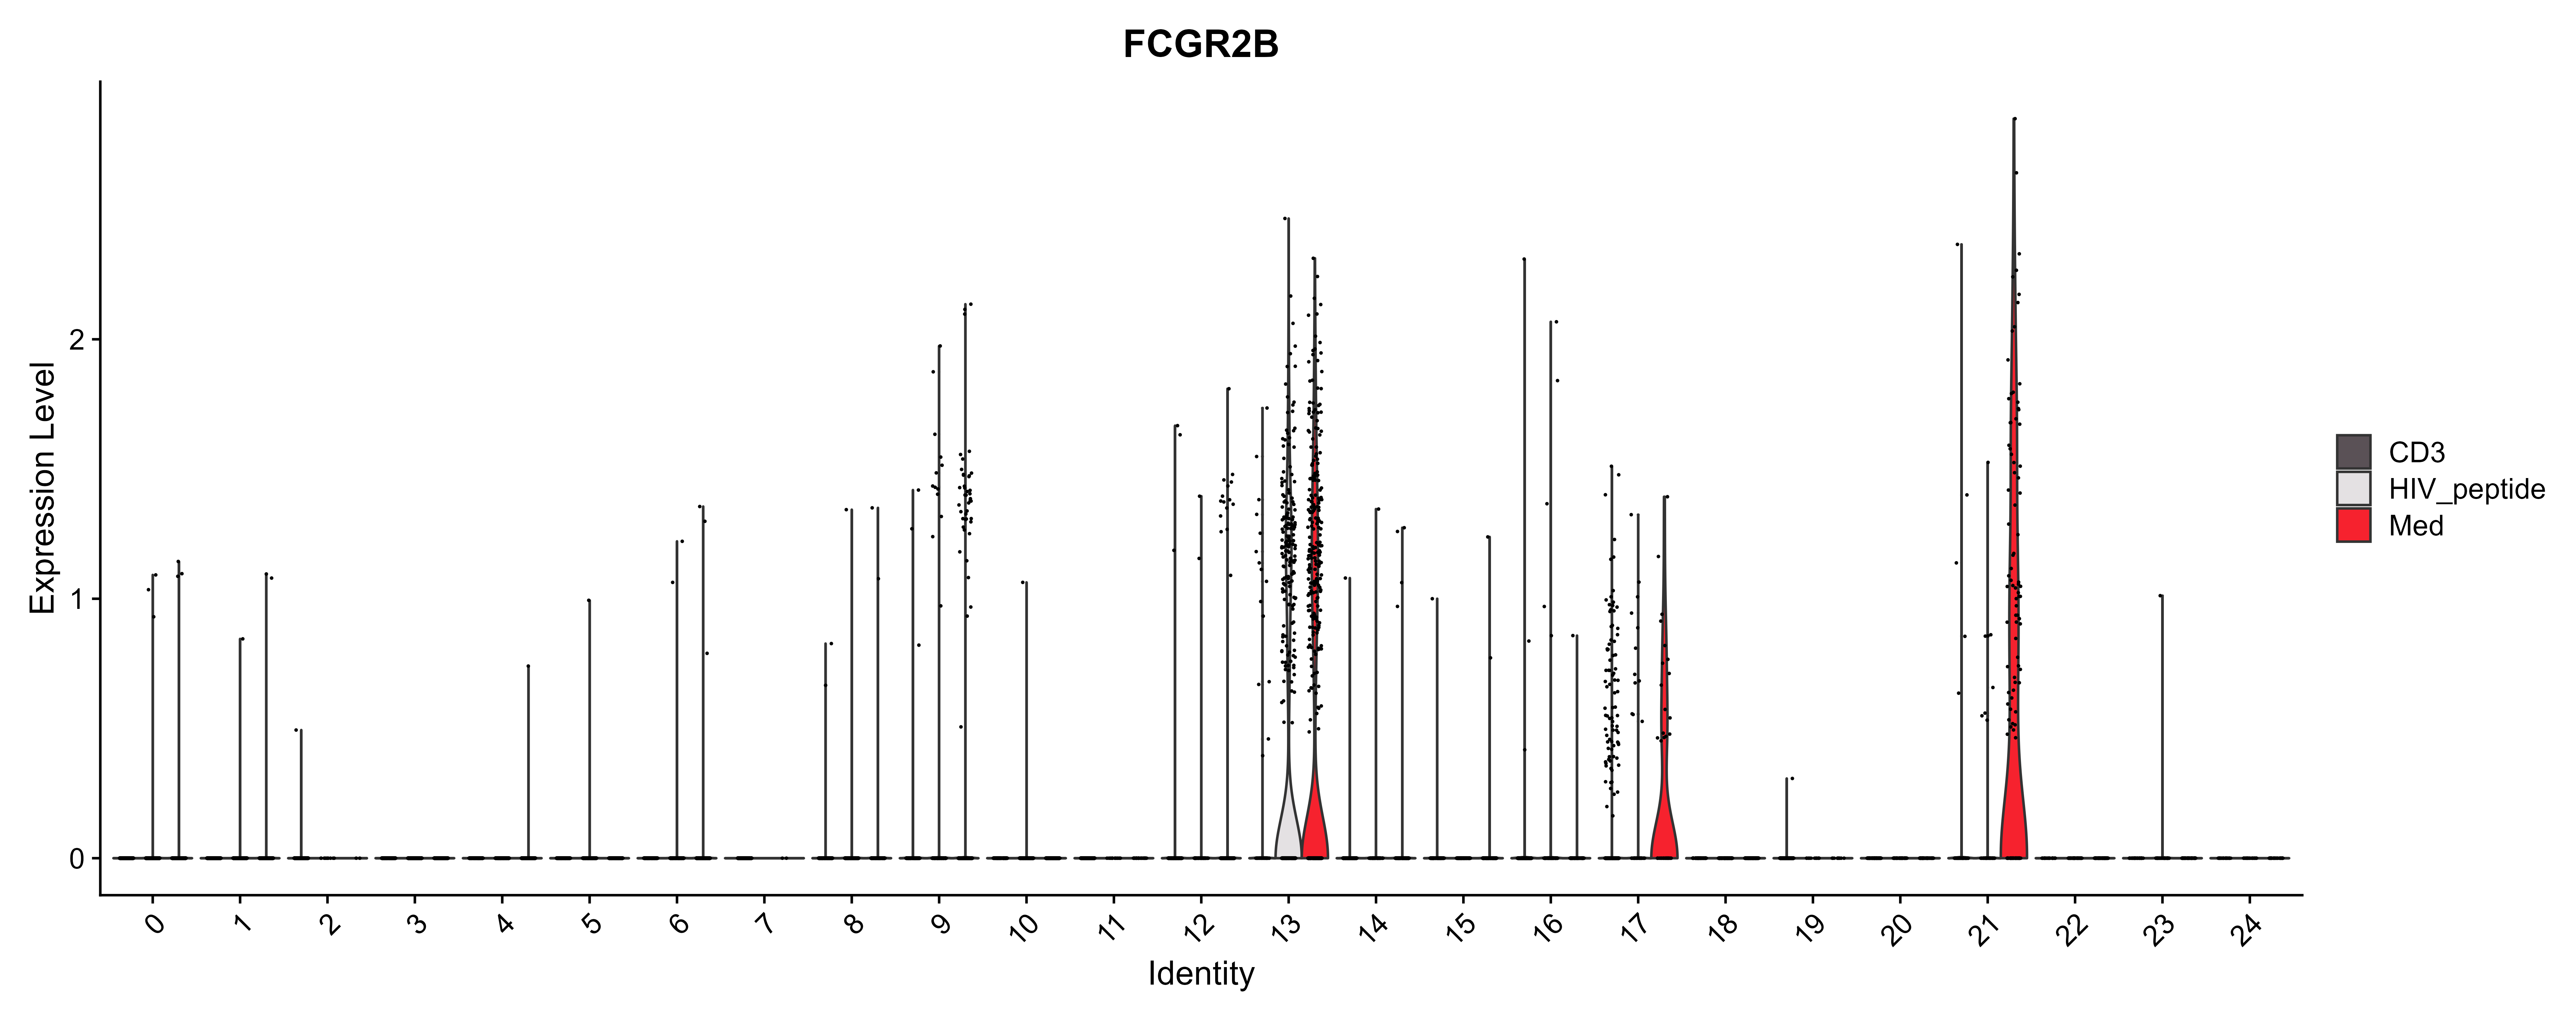 FCGR2B
Expression Level
2
1
0
0 1 2 3 4 5 6 7 8 9 10 11 12 13 14 15 16 17 18 19 20 21 22 23 24
Identity
CD3
HIV_peptide
Med